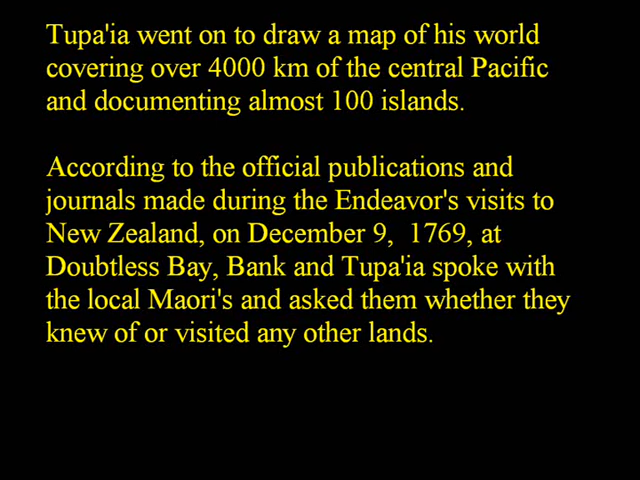 Tupa'ia went on to draw a map of his world
covering over 4000 km of the central Pacific
and documenting almost 100 islands.
According to the official publications and
journals made during the Endeavor's visits to
New Zealand, on December 9,  1769, at
Doubtless Bay, Bank and Tupa'ia spoke with
the local Maori's and asked them whether they
knew of or visited any other lands.